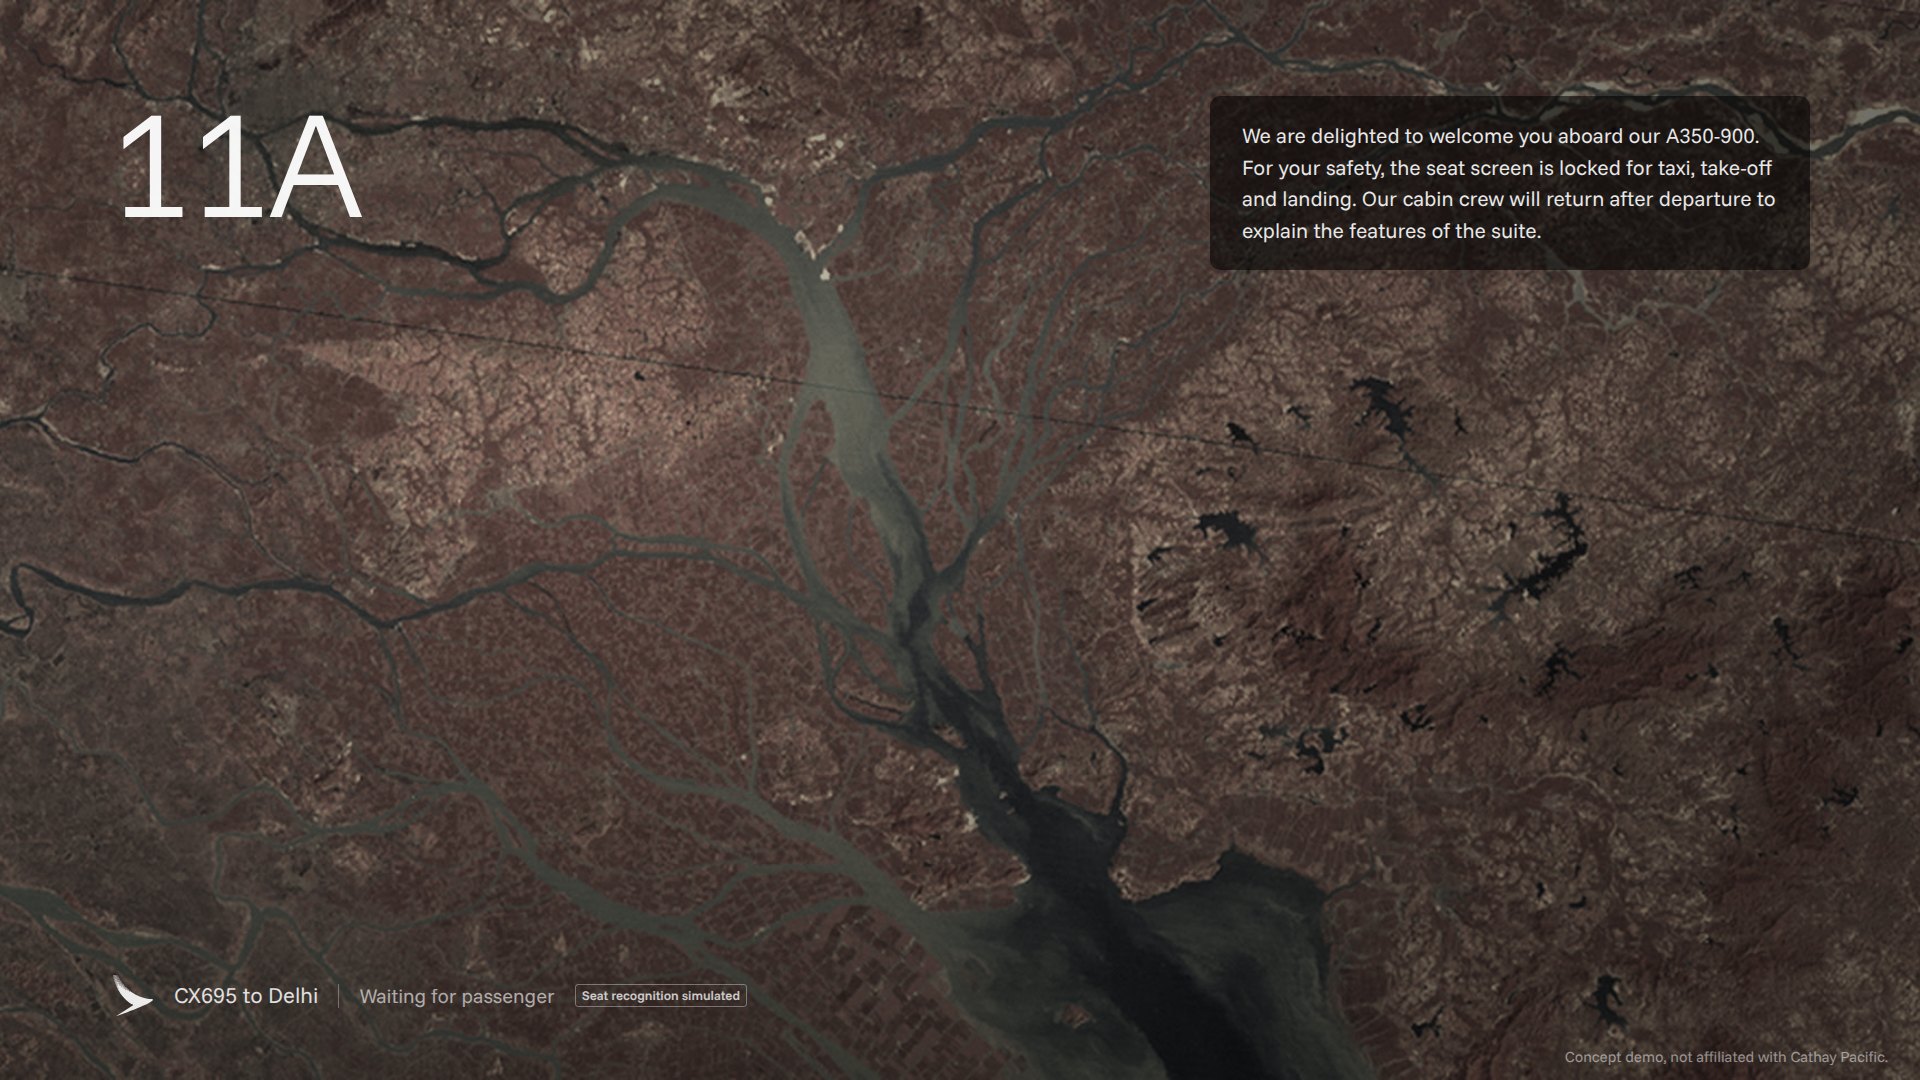 11A
We are delighted to welcome you aboard our A350-900.
For your safety, the seat screen is locked for taxi, take-off
and landing. Our cabin crew will return after departure to
explain the features of the suite.
CX695 to Delhi
Waiting for passenger
Seat recognition simulated
Concept demo, not affiliated with Cathay Pacific.